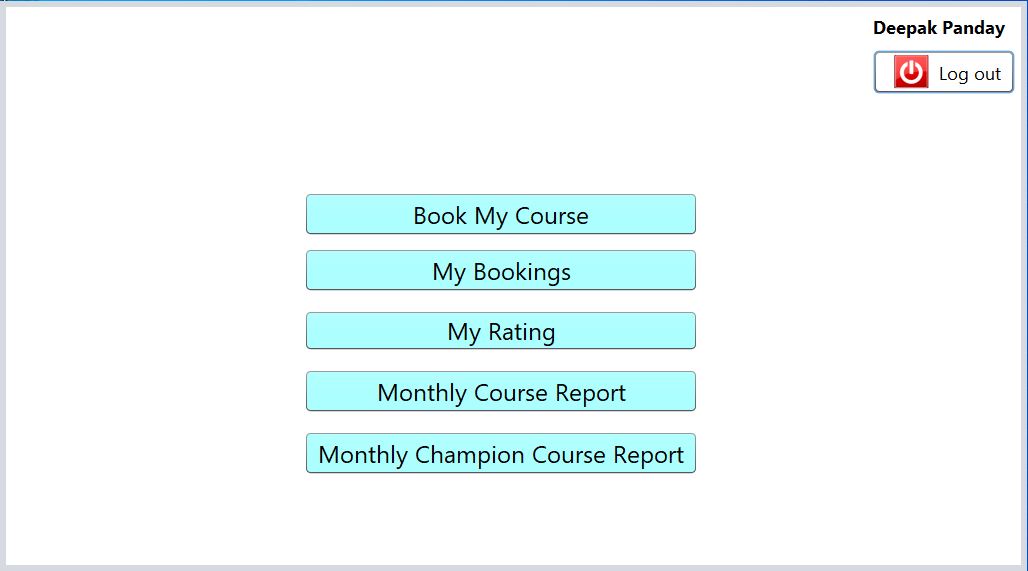 Deepak Panday
Log out
Book My Course
My Bookings
My Rating
Monthly Course Report
Monthly Champion Course Report